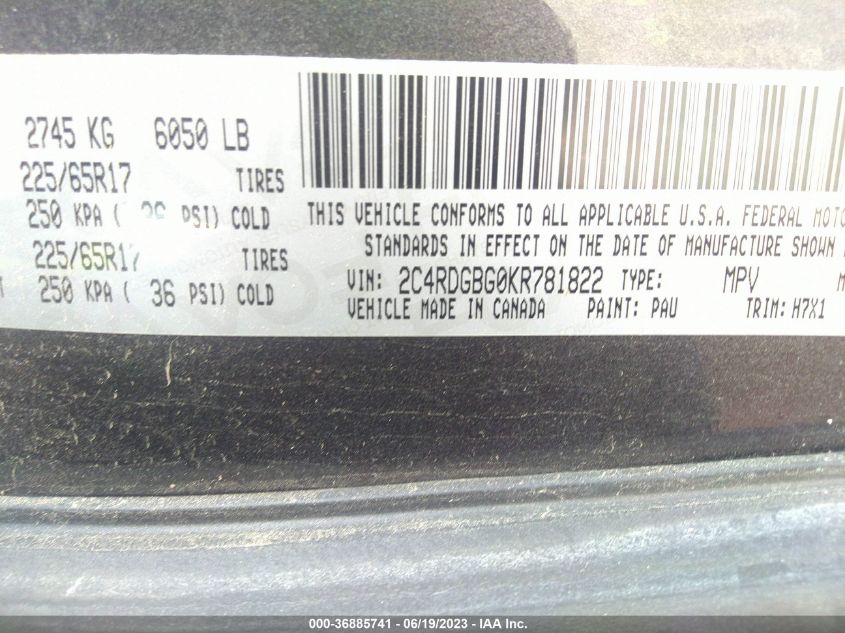 2745 KG 6050 LB
225/65R17 TIRES
250 KPA ( 36 PSI) COLD
225/65R17 TIRES
250 KPA ( 36 PSI) COLD
THIS VEHICLE CONFORMS TO ALL APPLICABLE U.S.A. FEDERAL
STANDARDS IN EFFECT ON THE DATE OF MANUFACTURE SHOWN
VIN: 2C4RDGBG0KR781822 TYPE: MPV
VEHICLE MADE IN CANADA PAINT: PAU TRIM: H7X1
000-36885741 - 06/19/2023 - IAA Inc.